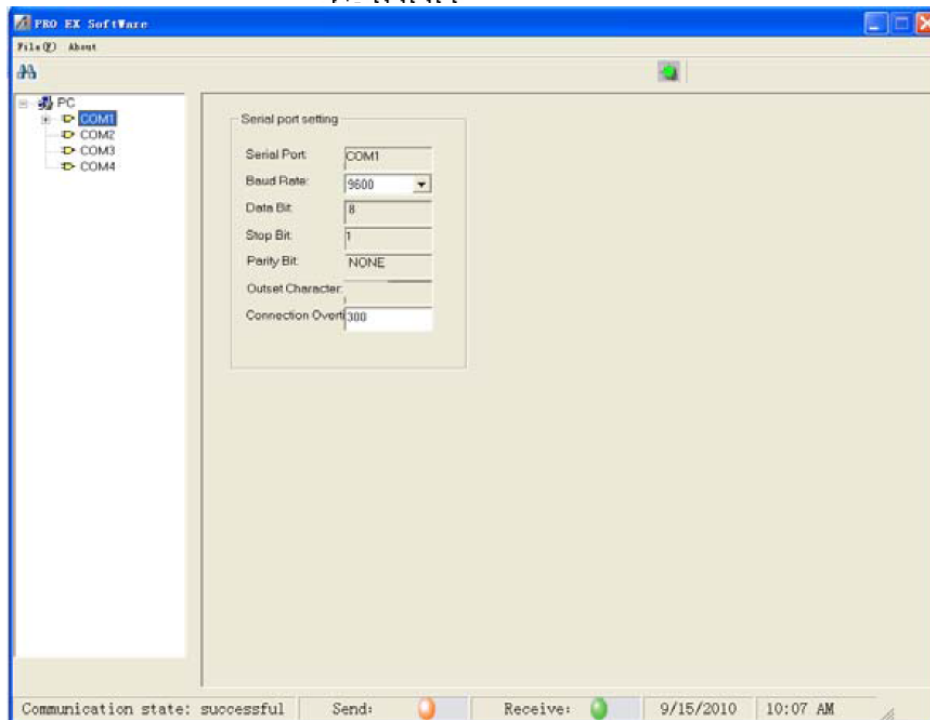 PRO EX SoftWare
File(F) About
PC
COM1
COM2
COM3
COM4
Serial port setting
Serial Port: COM1
Baud Rate: 9600
Data Bit: 8
Stop Bit: 1
Parity Bit: NONE
Outset Character:
Connection Overti 300
Communication state: successful Send: Receive: 9/15/2010 10:07 AM